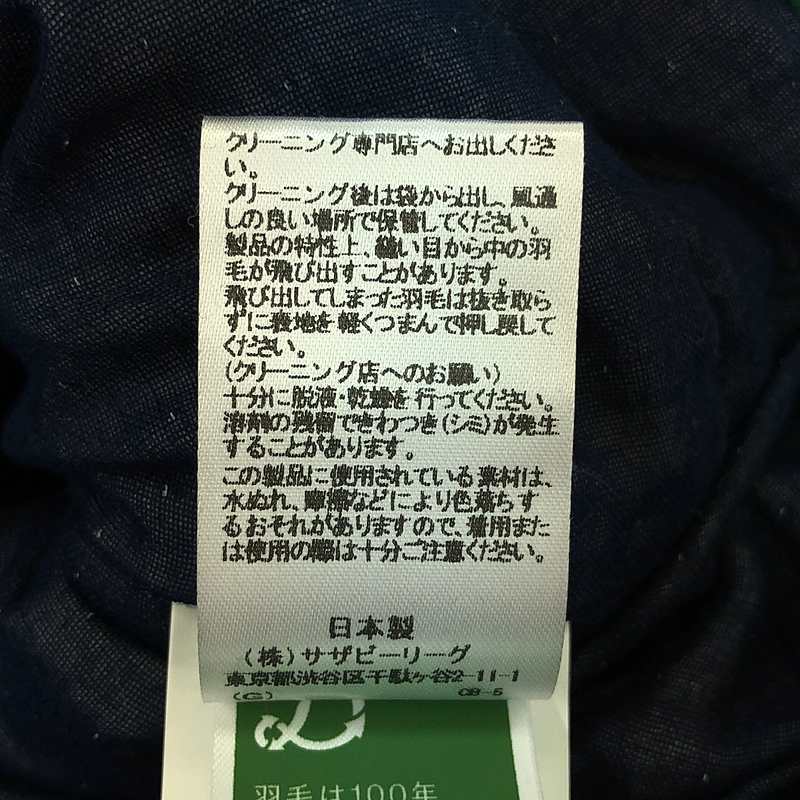 クリーニング専門店へお出しくださ
い。
クリーニング後は袋から出し、風通
しの良い場所で保管してください。
製品の特性上、縫い目から中の羽
毛が飛び出すことがあります。
飛び出してしまった羽毛は抜き取ら
ずに表地を軽くつまんで押し戻して
ください。
(クリーニング店へのお願い)
十分に脱液・乾燥を行ってください。
溶剤の残留できわつき(シミ)が発生
することがあります。
この製品に使用されている素材は、
水ぬれ、摩擦などにより色落ちす
るおそれがありますので、着用また
は使用の際は十分ご注意ください。
日本製
(株)サザビーリーグ
東京都渋谷区千駄ヶ谷2-11-1
(G) CB-5
羽毛は100年